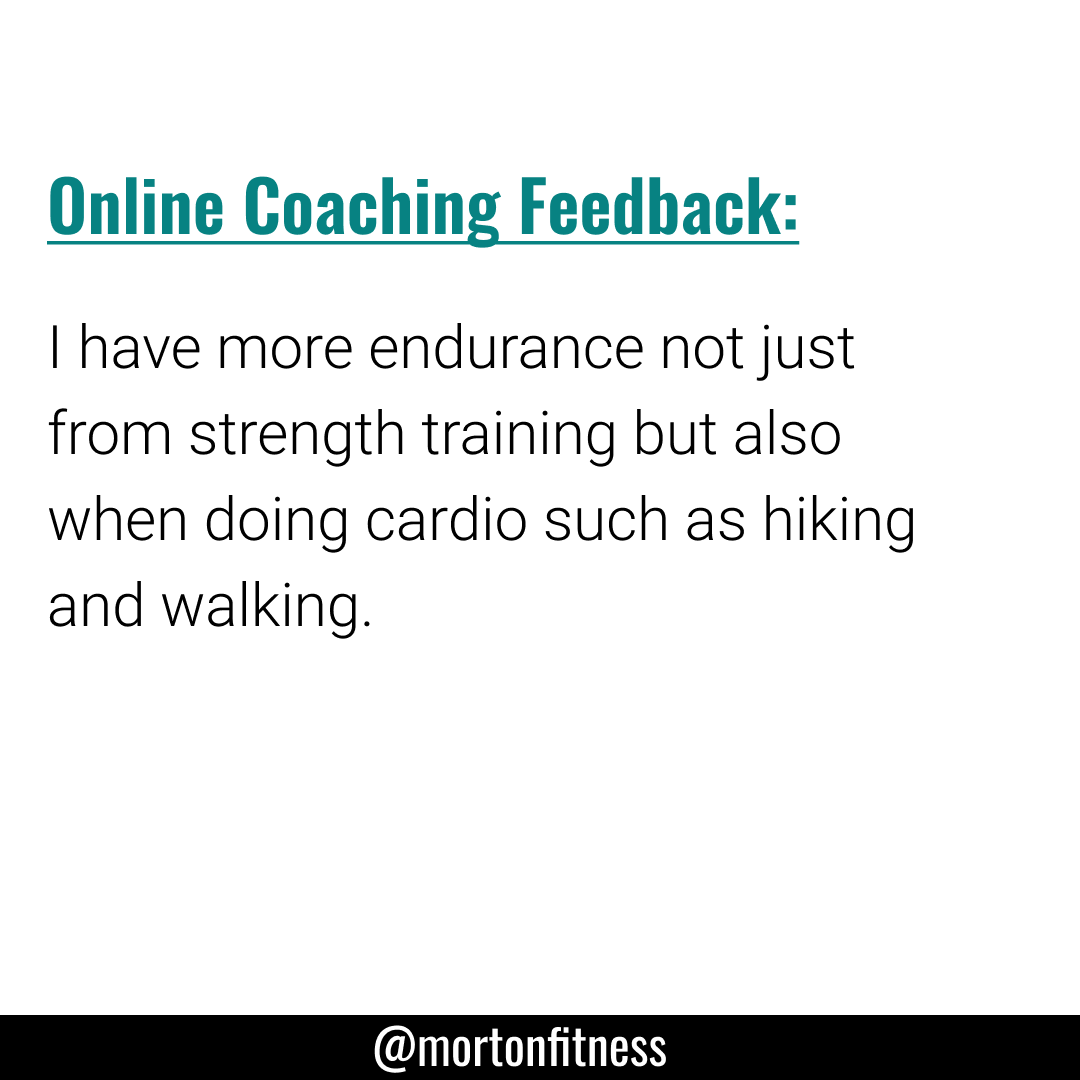 Online Coaching Feedback:
I have more endurance not just
from strength training but also
when doing cardio such as hiking
and walking.
@mortonfitness